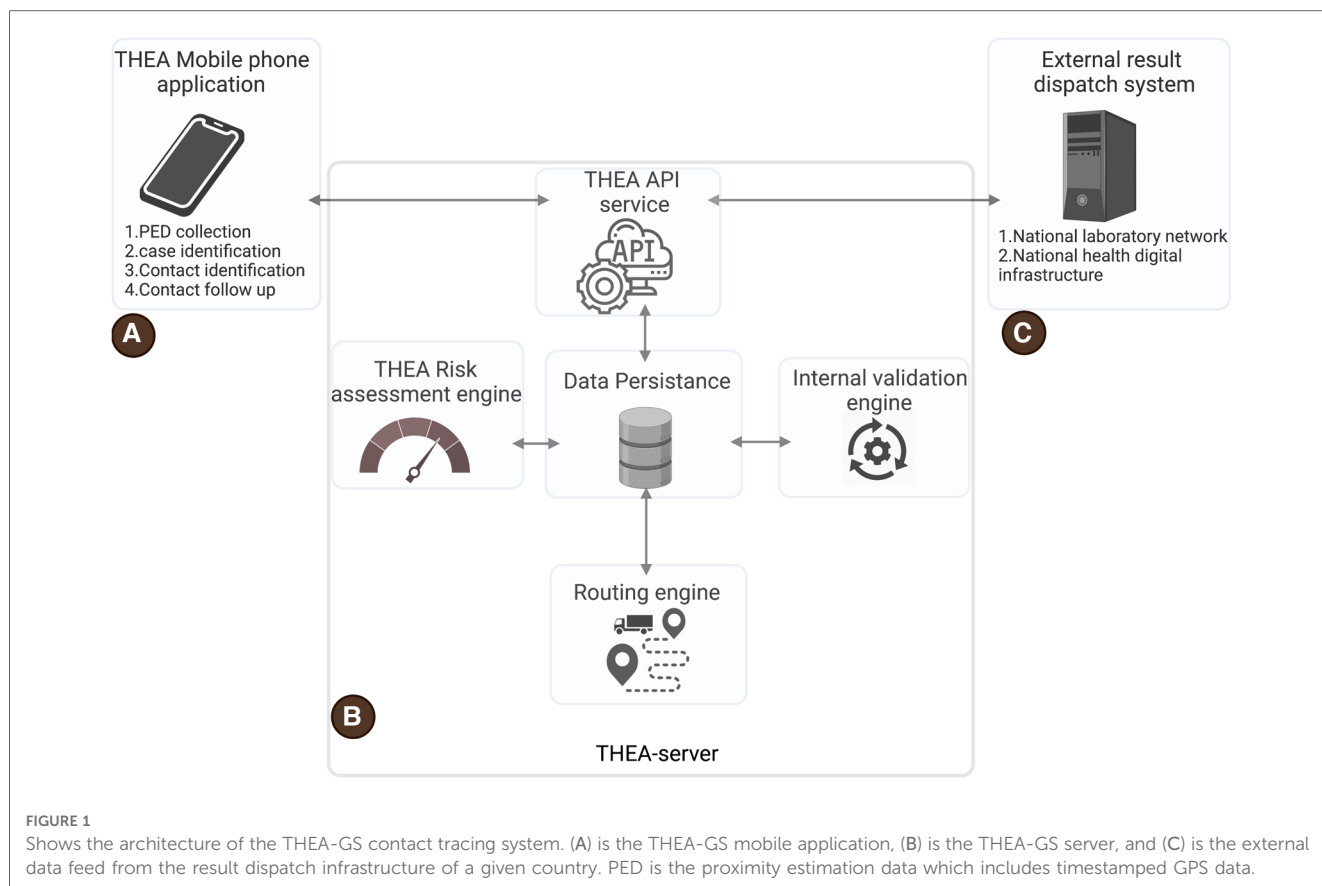 THEA Mobile phone
application
1.PED collection
2.case identification
3.Contact identification
4.Contact follow up
A
THEA API
service
API
External result
dispatch system
1.National laboratory network
2.National health digital
infrastructure
C
THEA Risk
assessment engine
Data Persistance
Internal validation
engine
Routing engine
B
THEA-server
FIGURE 1
Shows the architecture of the THEA-GS contact tracing system. (A) is the THEA-GS mobile application, (B) is the THEA-GS server, and (C) is the external
data feed from the result dispatch infrastructure of a given country. PED is the proximity estimation data which includes timestamped GPS data.